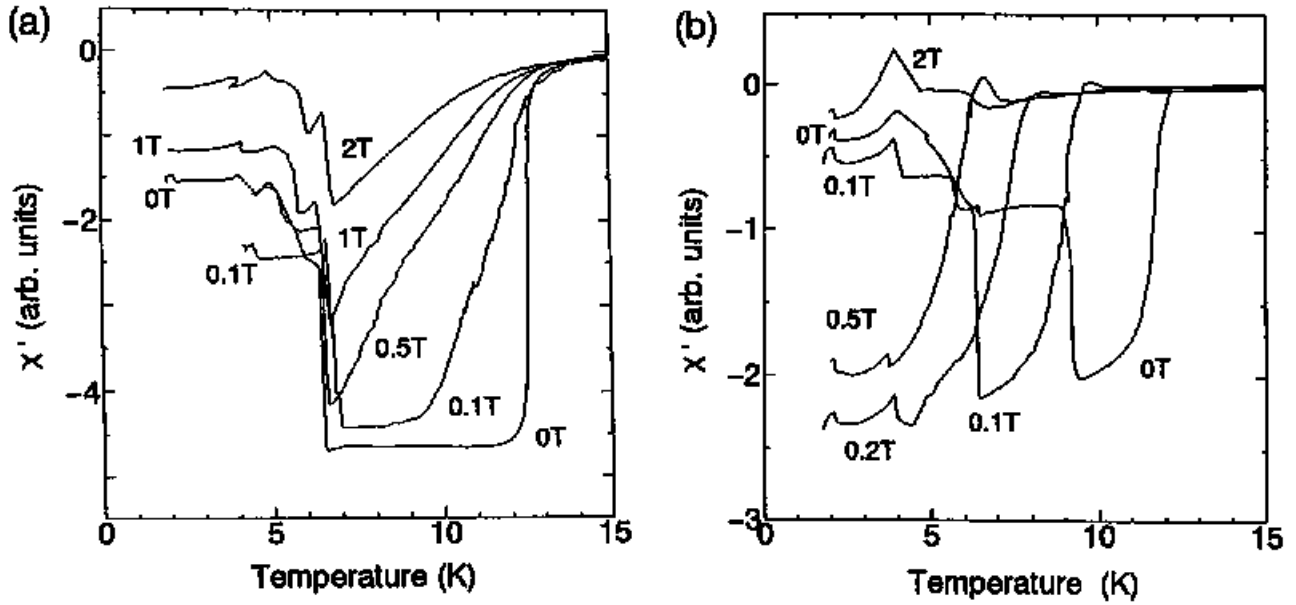 (a)
0
−2
−4
χ ' (arb. units)
2T
1T
0T
0.1T
1T
0.5T
0.1T
0T
0
5
10
15
Temperature (K)
(b)
0
−1
−2
−3
χ ' (arb. units)
2T
0T
0.1T
0.5T
0.2T
0.1T
0T
0
5
10
15
Temperature (K)